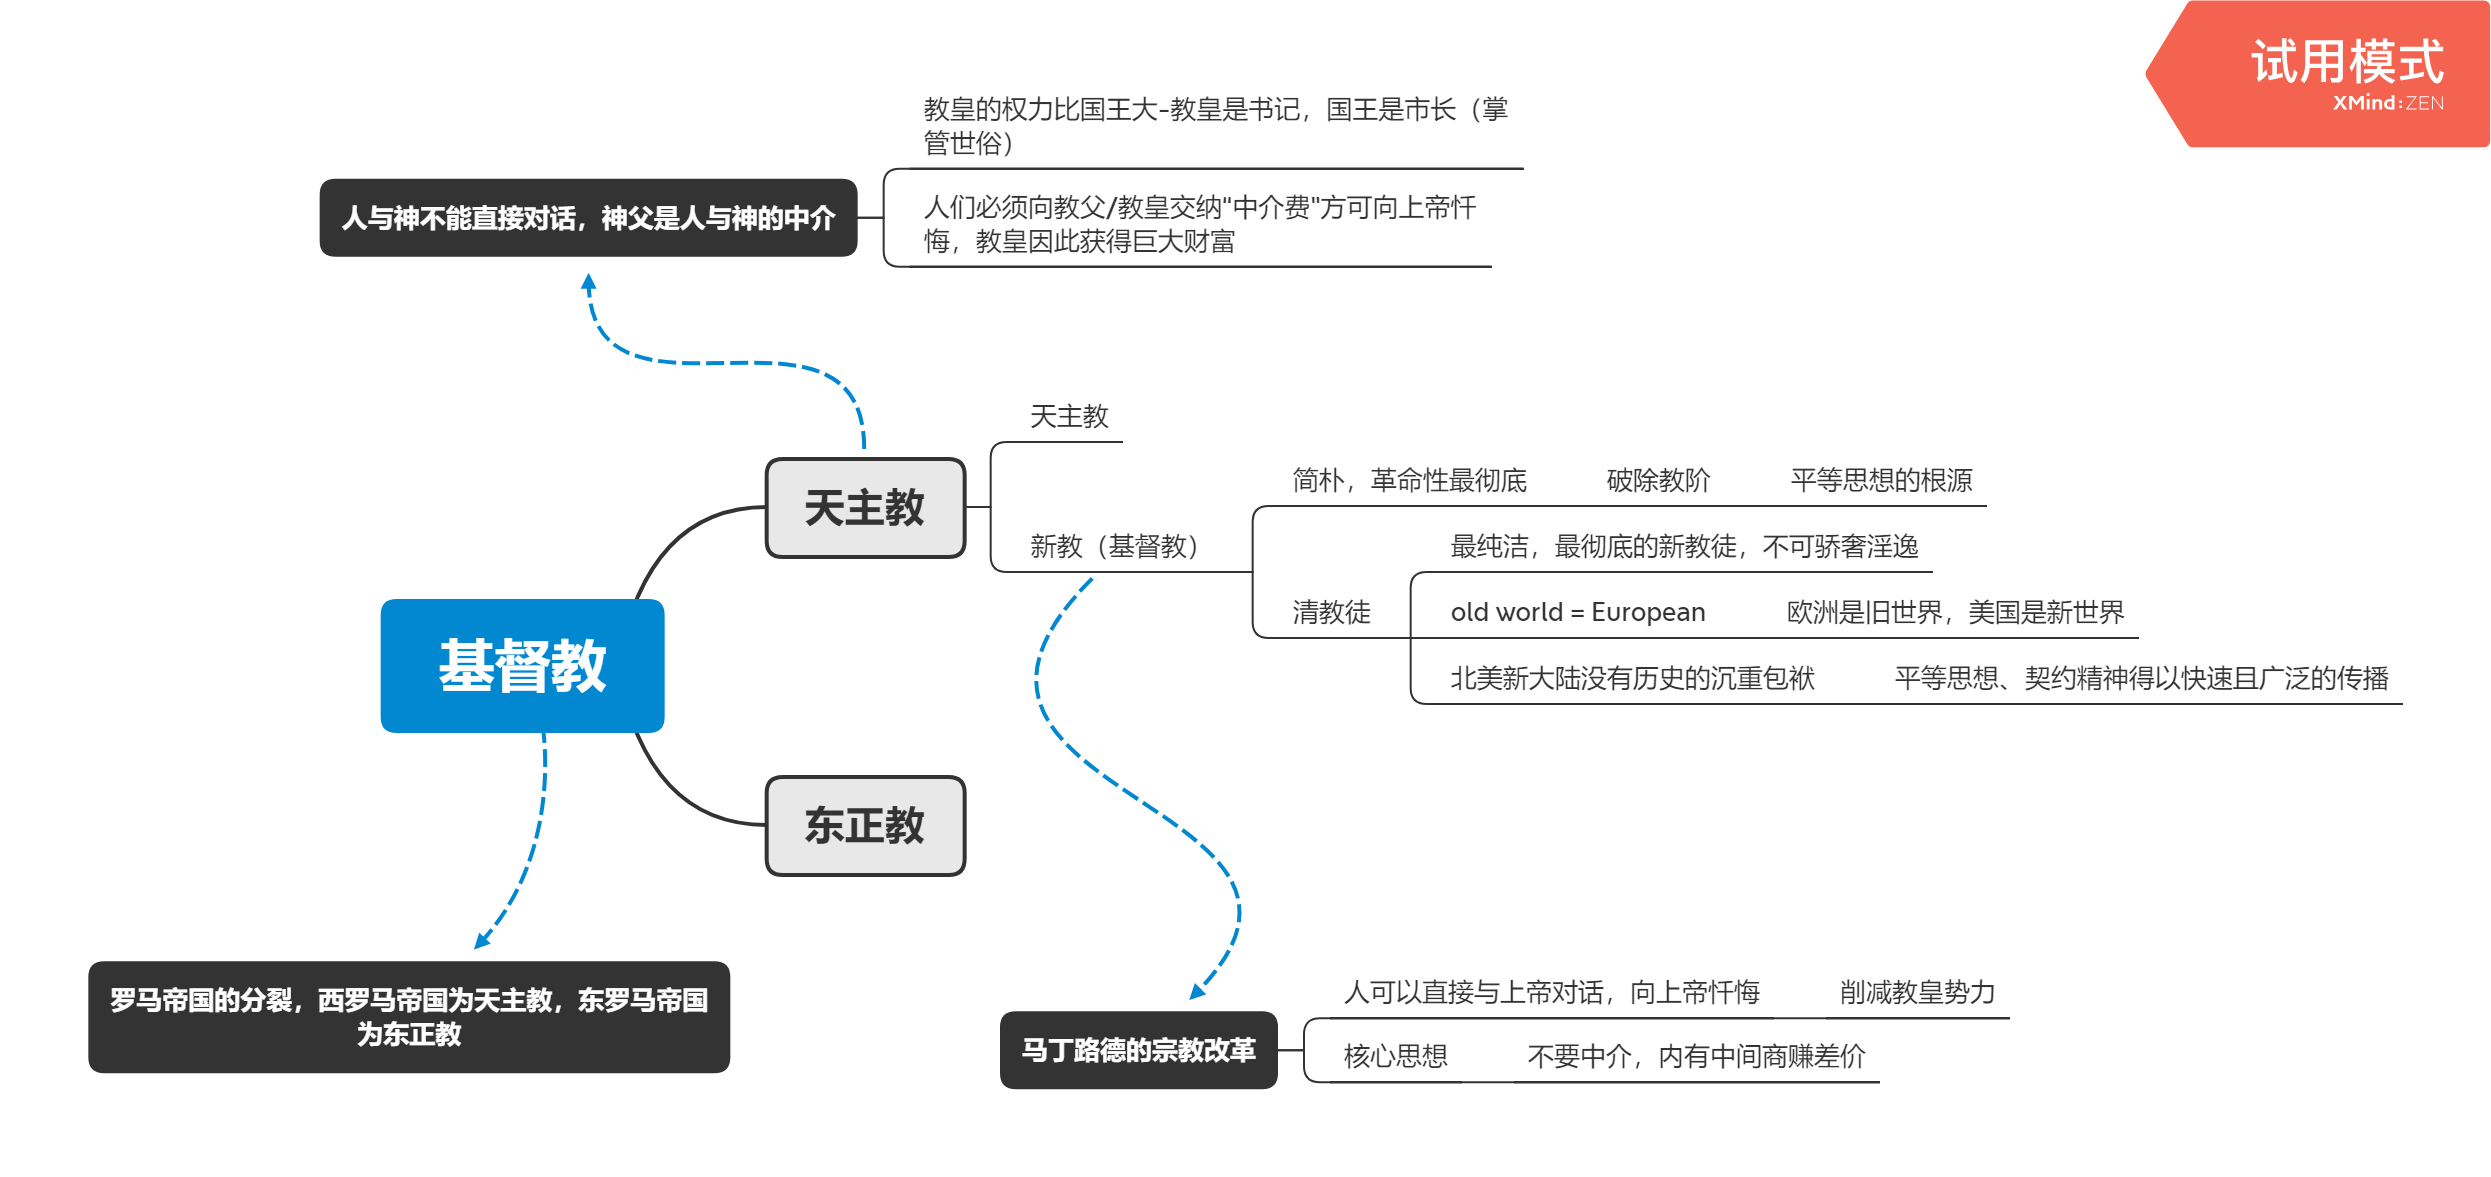 试用模式
XMind:ZEN
教皇的权力比国王大-教皇是书记，国王是市长（掌
管世俗）
人与神不能直接对话，神父是人与神的中介
人们必须向教父/教皇交纳"中介费"方可向上帝忏
悔，教皇因此获得巨大财富
天主教
天主教
新教（基督教）
简朴，革命性最彻底
破除教阶
平等思想的根源
清教徒
最纯洁，最彻底的新教徒，不可骄奢淫逸
old world = European
欧洲是旧世界，美国是新世界
北美新大陆没有历史的沉重包袱
平等思想、契约精神得以快速且广泛的传播
基督教
东正教
罗马帝国的分裂，西罗马帝国为天主教，东罗马帝国
为东正教
马丁路德的宗教改革
人可以直接与上帝对话，向上帝忏悔
削减教皇势力
核心思想
不要中介，内有中间商赚差价